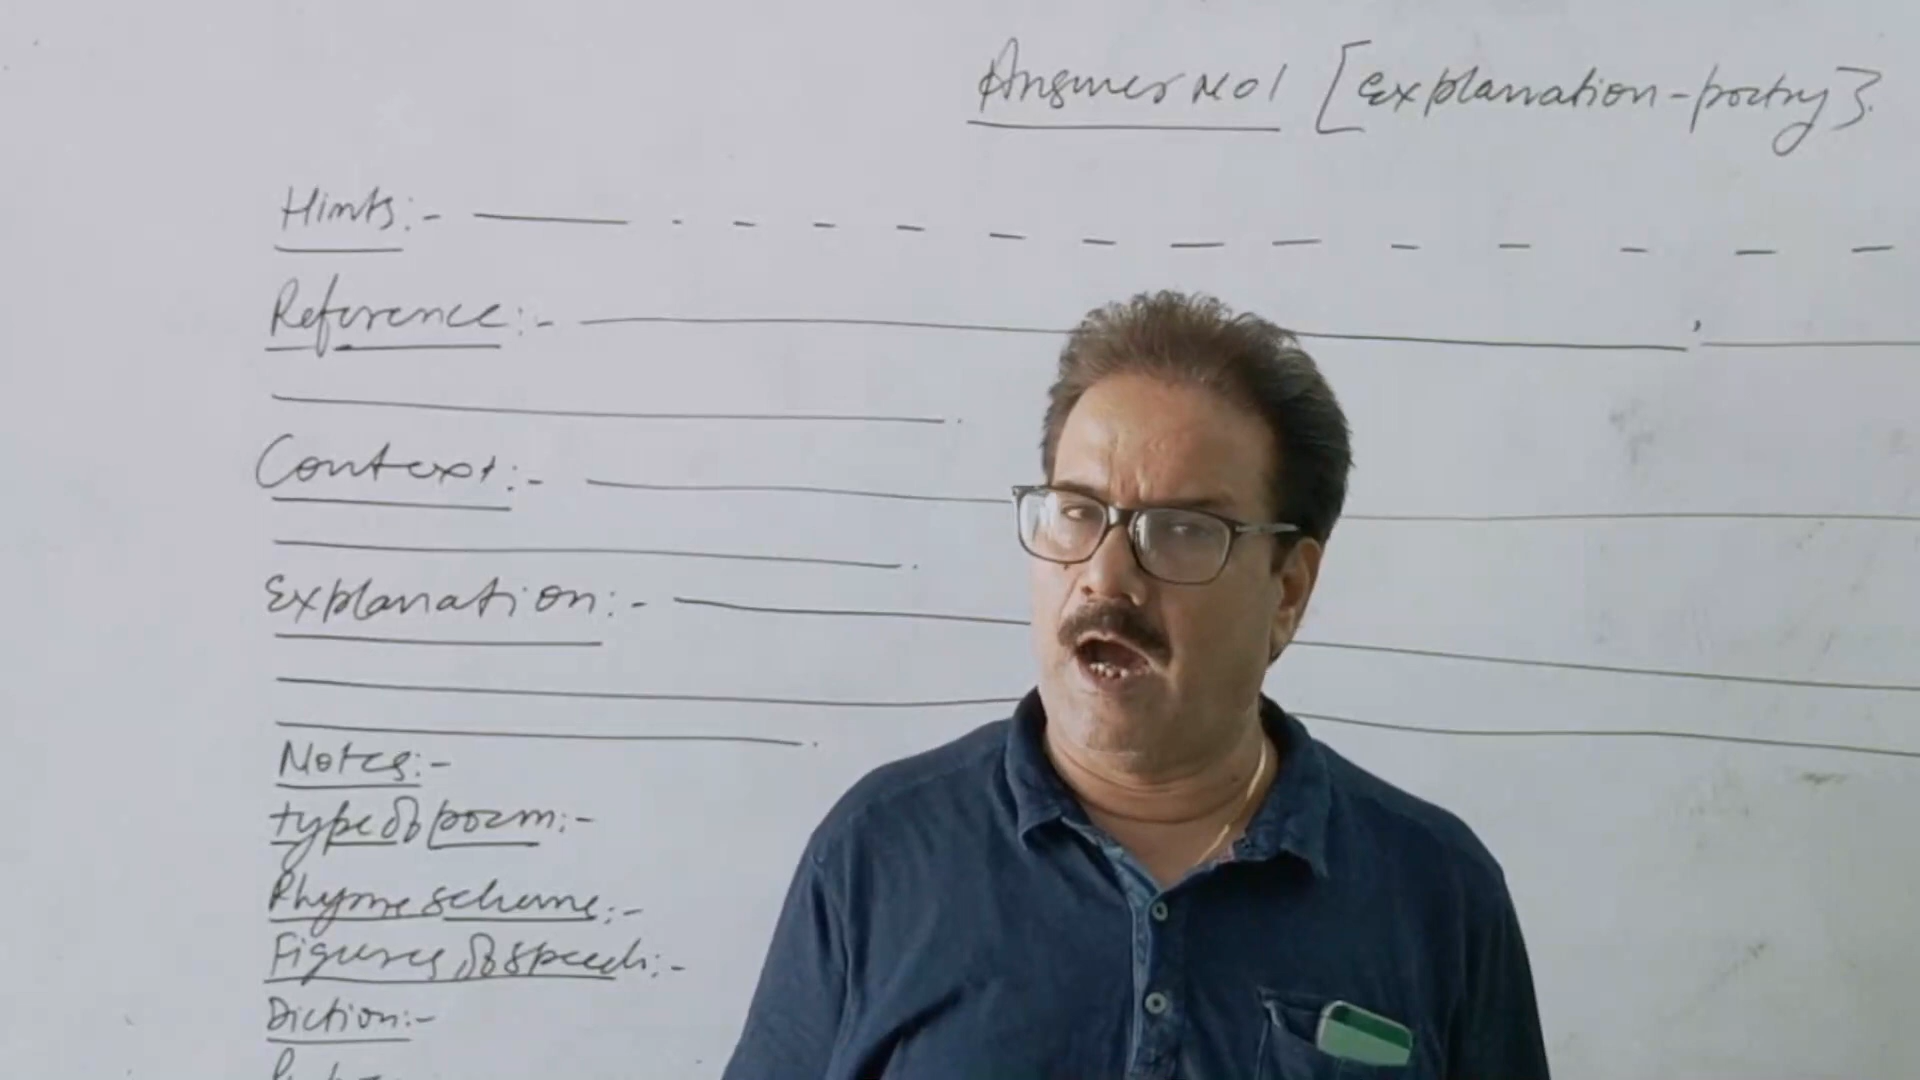 Answer no 1 [Explanation-poetry}
Hints:-
Reference:-
Context:-
Explanation:-
Notes:-
type of poem:-
Rhyme scheme:-
Figures of speech:-
Diction:-